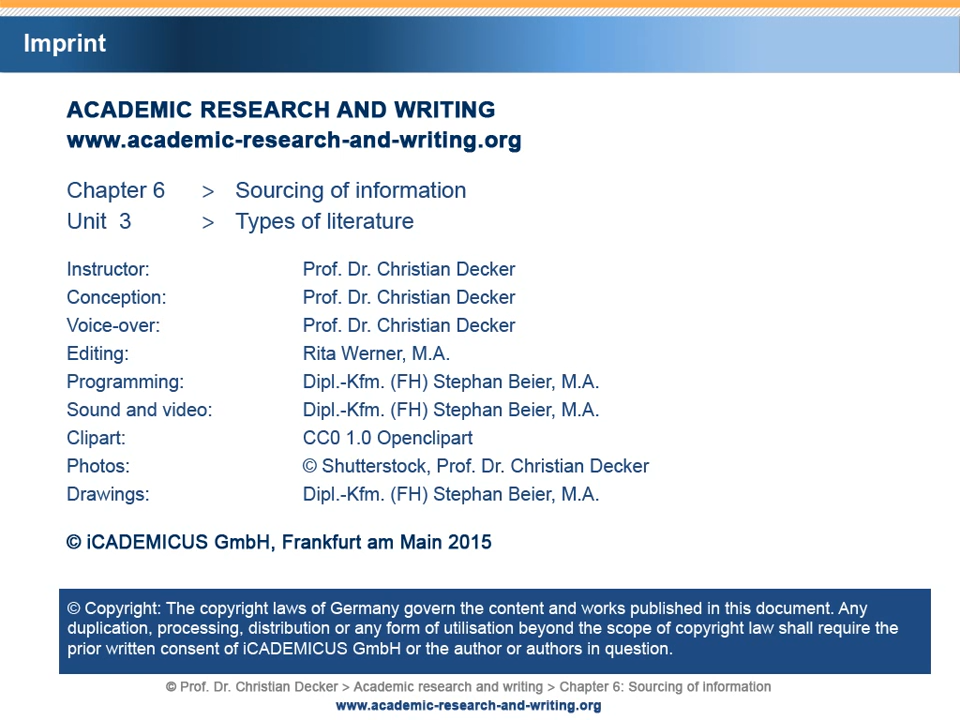 Imprint
ACADEMIC RESEARCH AND WRITING
www.academic-research-and-writing.org
Chapter 6 > Sourcing of information
Unit 3 > Types of literature
Instructor: Prof. Dr. Christian Decker
Conception: Prof. Dr. Christian Decker
Voice-over: Prof. Dr. Christian Decker
Editing: Rita Werner, M.A.
Programming: Dipl.-Kfm. (FH) Stephan Beier, M.A.
Sound and video: Dipl.-Kfm. (FH) Stephan Beier, M.A.
Clipart: CC0 1.0 Openclipart
Photos: © Shutterstock, Prof. Dr. Christian Decker
Drawings: Dipl.-Kfm. (FH) Stephan Beier, M.A.
© iCADEMICUS GmbH, Frankfurt am Main 2015
© Copyright: The copyright laws of Germany govern the content and works published in this document. Any
duplication, processing, distribution or any form of utilisation beyond the scope of copyright law shall require the
prior written consent of iCADEMICUS GmbH or the author or authors in question.
© Prof. Dr. Christian Decker > Academic research and writing > Chapter 6: Sourcing of information
www.academic-research-and-writing.org